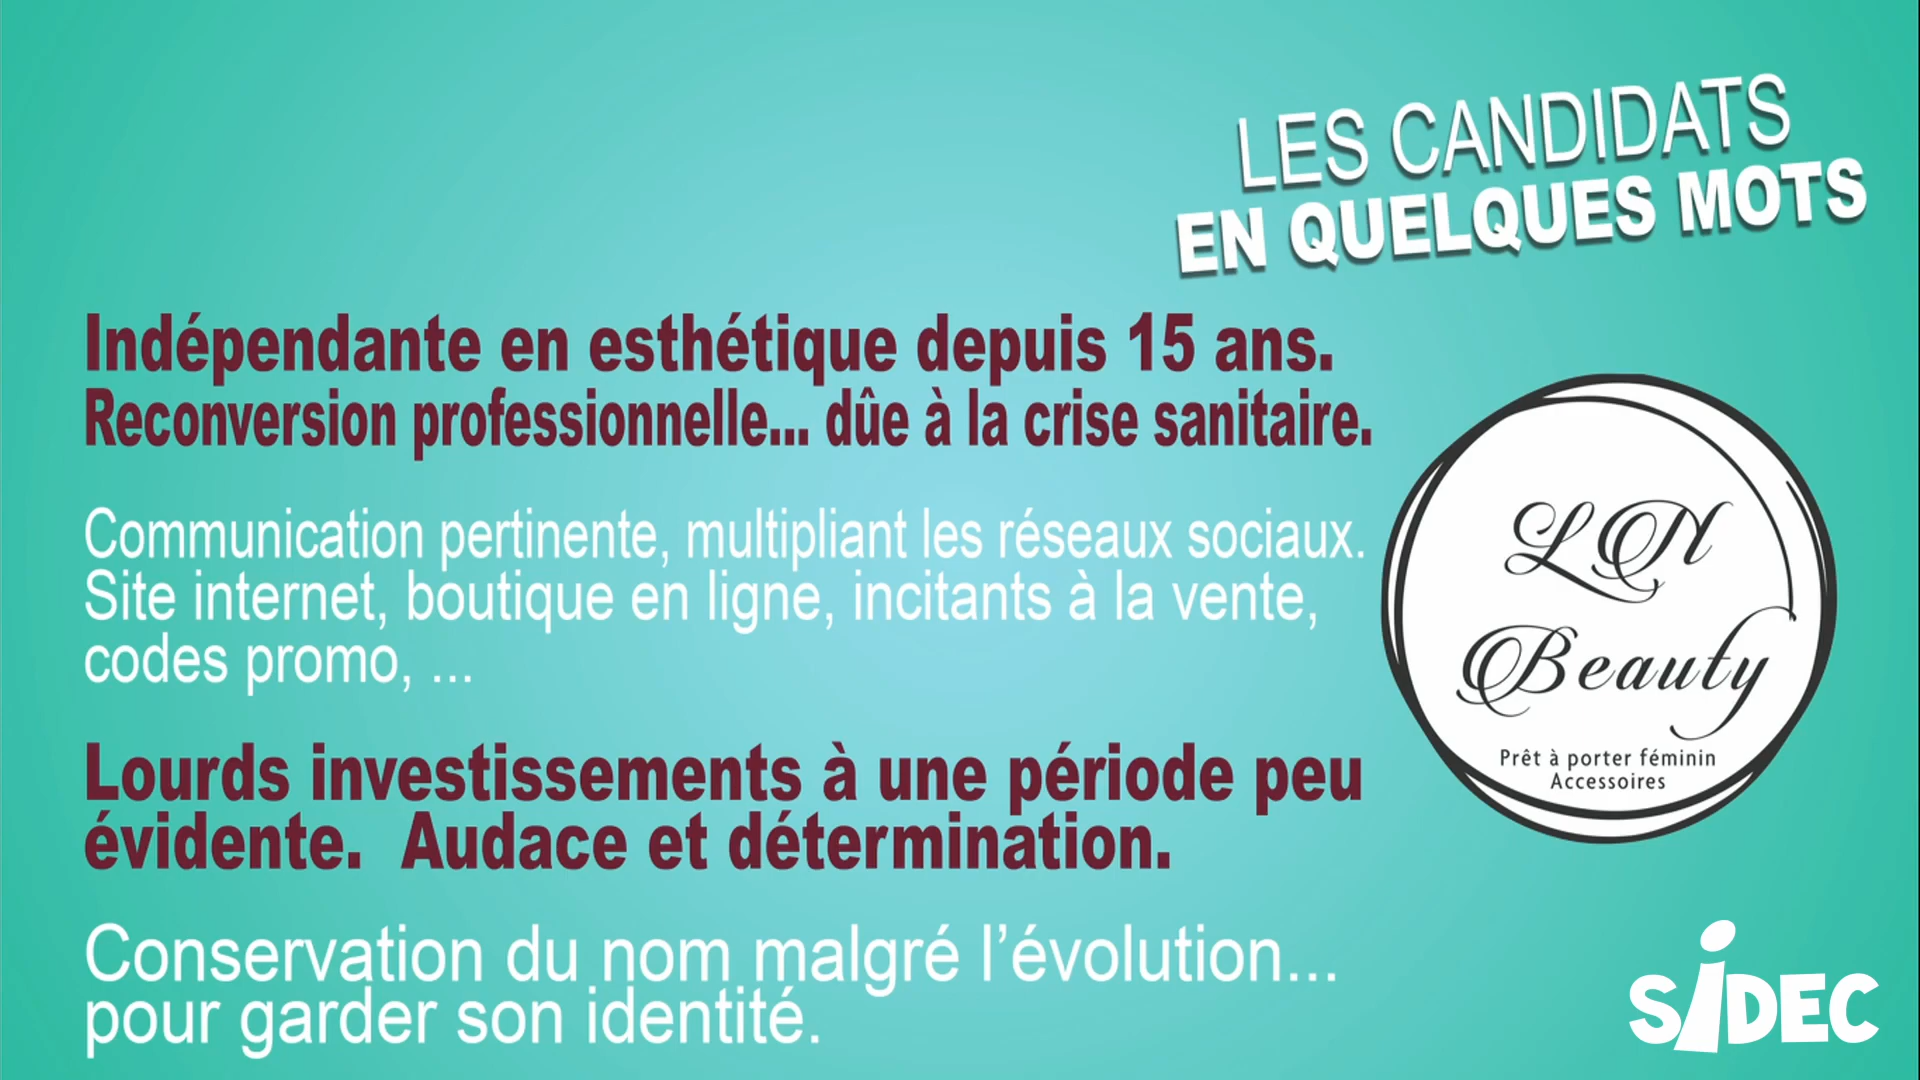 LES CANDIDATS
EN QUELQUES MOTS
Indépendante en esthétique depuis 15 ans.
Reconversion professionnelle... dûe à la crise sanitaire.
Communication pertinente, multipliant les réseaux sociaux.
Site internet, boutique en ligne, incitants à la vente,
codes promo, ...
Lourds investissements à une période peu
évidente. Audace et détermination.
Conservation du nom malgré l’évolution...
pour garder son identité.
LN
Beauty
Prêt à porter féminin
Accessoires
SiDEC